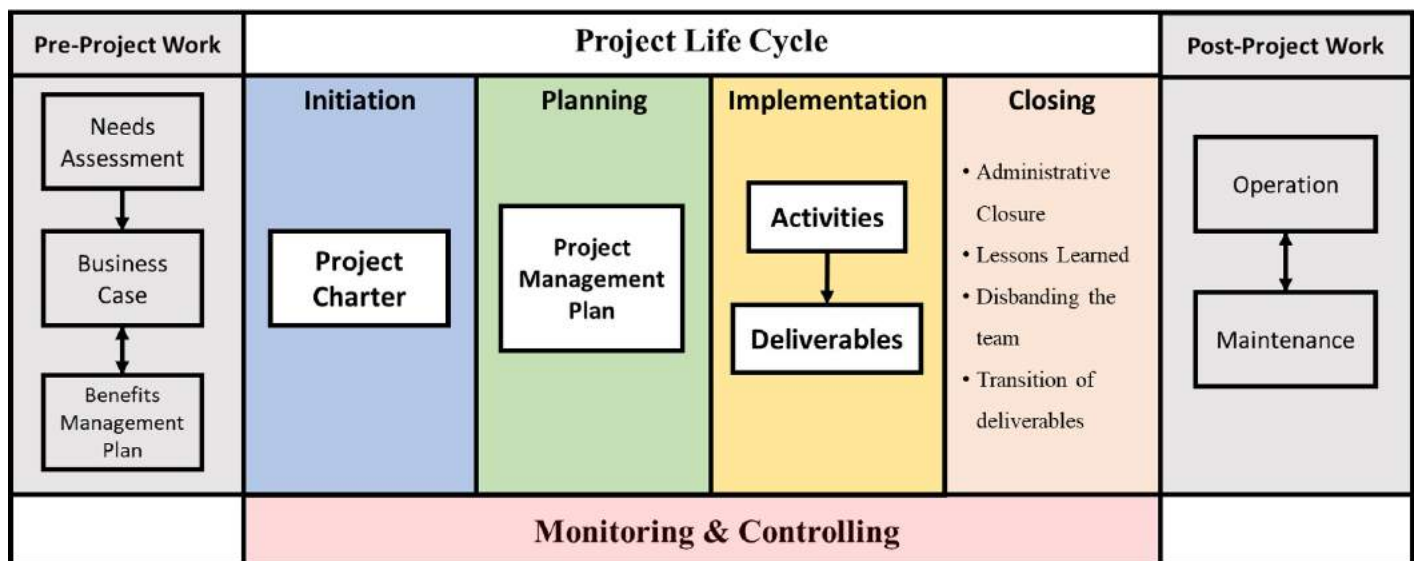 Pre-Project Work
Project Life Cycle
Post-Project Work
Needs
Assessment
Business
Case
Benefits
Management
Plan
Initiation
Project
Charter
Planning
Project
Management
Plan
Implementation
Activities
Deliverables
Closing
• Administrative
Closure
• Lessons Learned
• Disbanding the
team
• Transition of
deliverables
Operation
Maintenance
Monitoring & Controlling